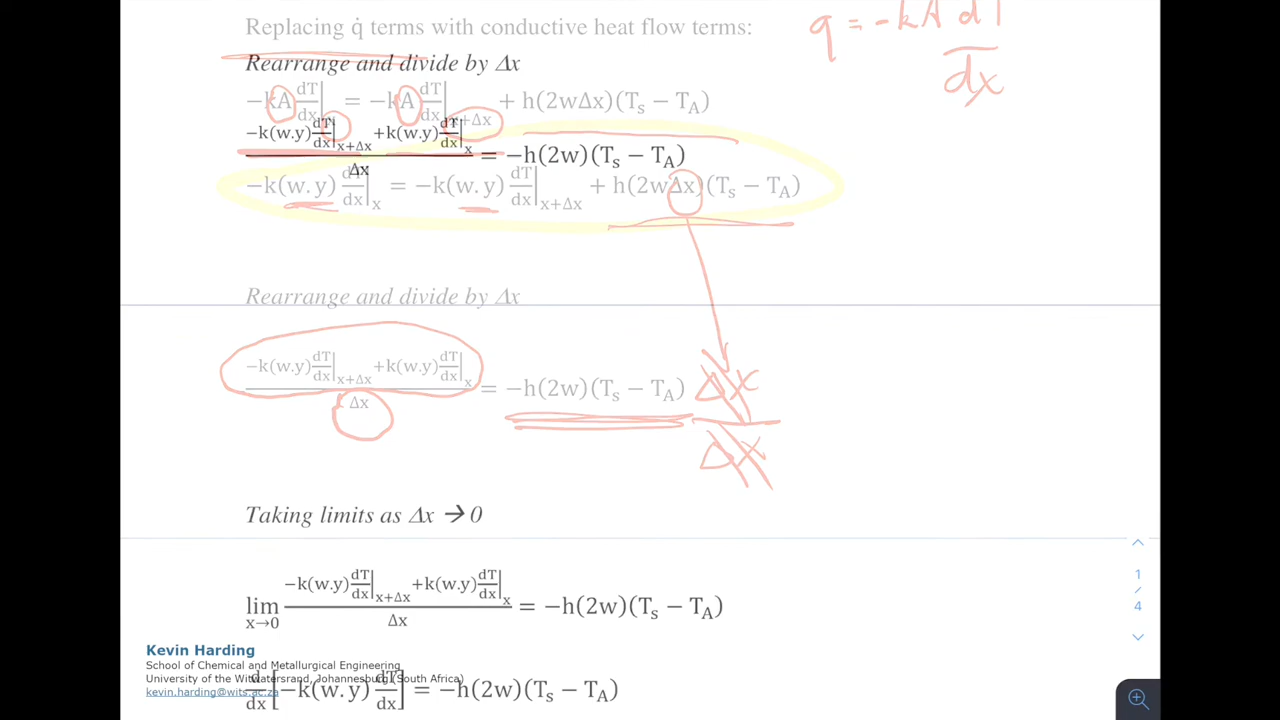 Replacing q̇ terms with conductive heat flow terms:
q = -kA dT/dx
Rearrange and divide by Δx
−kA dT/dx| = −kA dT/dx|x+Δx + h(2wΔx)(Ts − TA)
−k(w.y) dT/dx|x+Δx +k(w.y) dT/dx|x / Δx = −h(2w)(Ts − TA)
−k(w.y) dT/dx|x = −k(w.y) dT/dx|x+Δx + h(2wΔx)(Ts − TA)
Rearrange and divide by Δx
−k(w.y) dT/dx|x+Δx +k(w.y) dT/dx|x / Δx = −h(2w)(Ts − TA) Δx / Δx
Taking limits as Δx → 0
lim x→0 −k(w.y) dT/dx|x+Δx +k(w.y) dT/dx|x / Δx = −h(2w)(Ts − TA)
Kevin Harding
School of Chemical and Metallurgical Engineering
University of the Witwatersrand, Johannesburg (South Africa)
kevin.harding@wits.ac.za
d/dx [−k(w.y) dT/dx] = −h(2w)(Ts − TA)
1
/
4